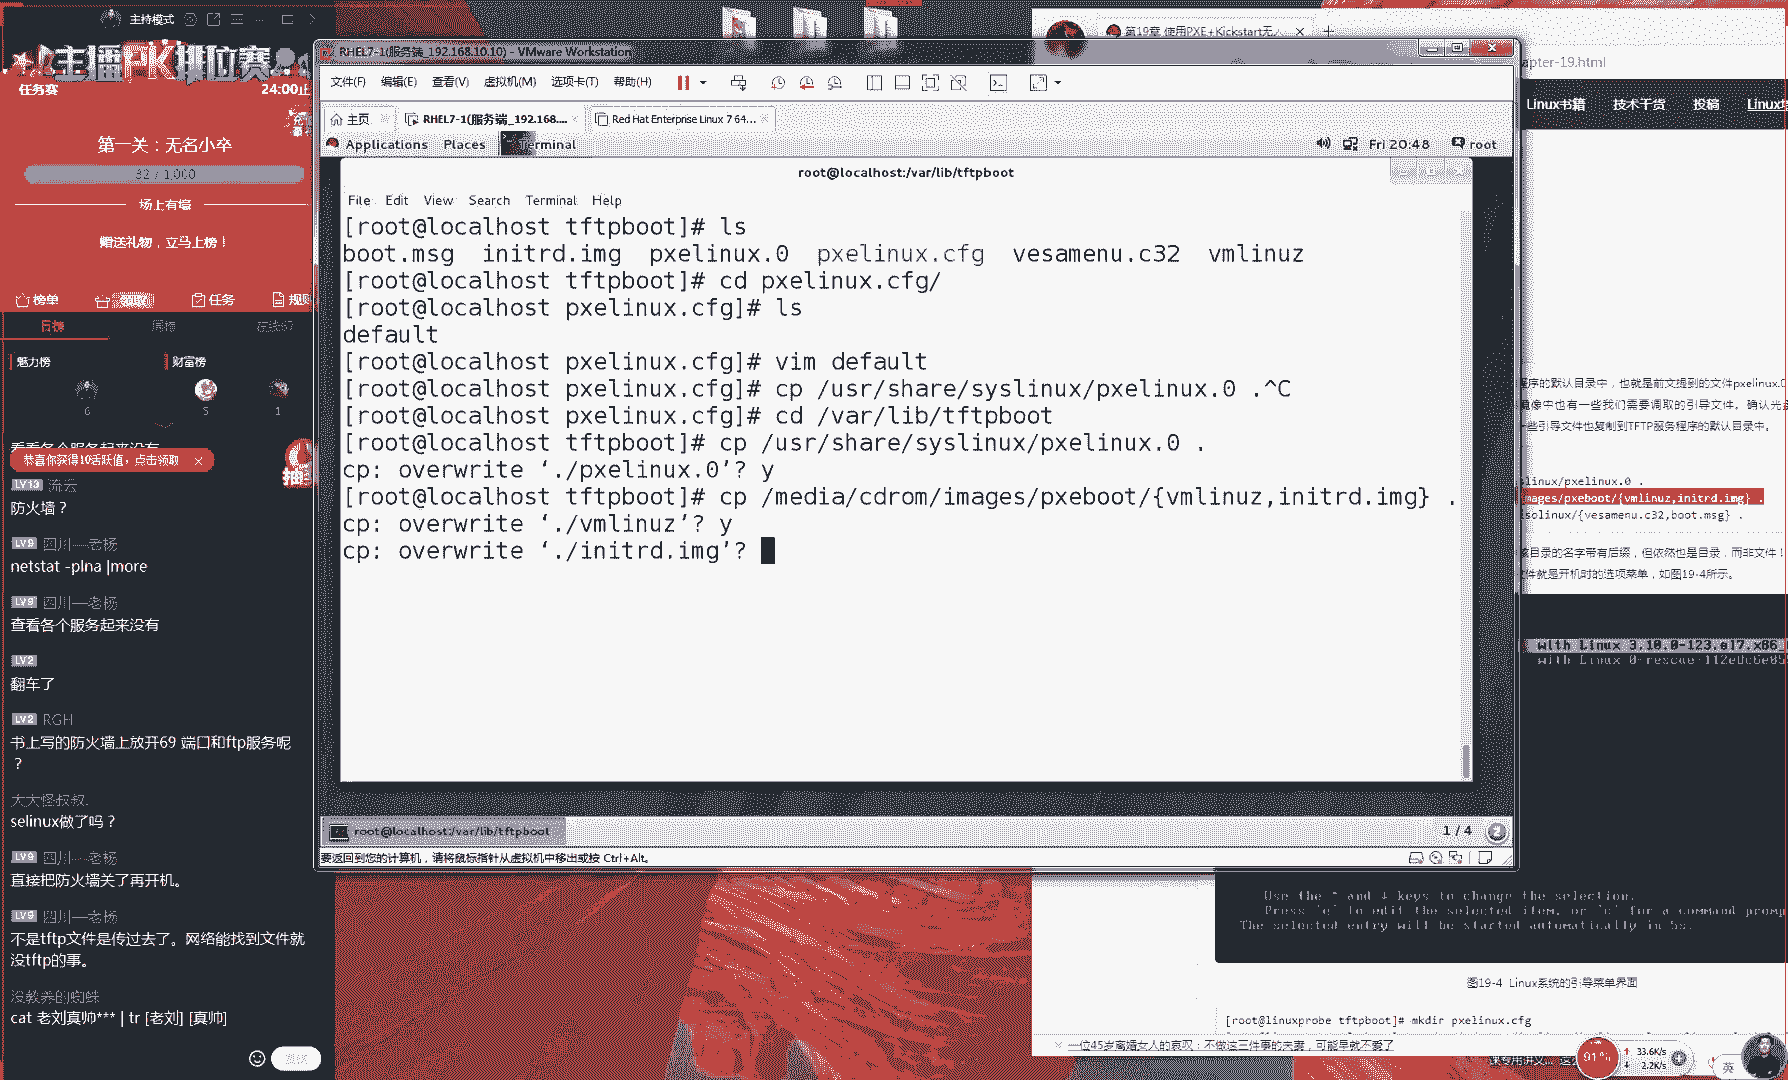 主持模式
主播PK排位赛
任务赛
24:00止
第一关：无名小卒
32 / 1,000
场上有墙
赠送礼物，立马上榜！
榜单
任务
规则
日榜
周榜
魅力榜
财富榜
6
5
1
看看各个服务起来没有
恭喜你获得10活跃值，点击领取
LV13 流云
防火墙？
LV9 四川—老杨
netstat -plna |more
LV9 四川—老杨
查看各个服务起来没有
LV2
翻车了
LV2 RGH
书上写的防火墙上放开69 端口和ftp服务呢
？
大大怪叔叔.
selinux做了吗？
LV9 四川—老杨
直接把防火墙关了再开机。
LV9 四川—老杨
不是tftp文件是传过去了。网络能找到文件就
没tftp的事。
没教养的蜘蛛
cat 老刘真帅*** | tr [老刘] [真帅]
RHEL7-1(服务端_192.168.10.10) - VMware Workstation
文件(F) 编辑(E) 查看(V) 虚拟机(M) 选项卡(T) 帮助(H)
主页
RHEL7-1(服务端_192.168....
Red Hat Enterprise Linux 7 64...
Applications Places Terminal
Fri 20:48 root
root@localhost:/var/lib/tftpboot
File Edit View Search Terminal Help
[root@localhost tftpboot]# ls
boot.msg initrd.img pxelinux.0 pxelinux.cfg vesamenu.c32 vmlinuz
[root@localhost tftpboot]# cd pxelinux.cfg/
[root@localhost pxelinux.cfg]# ls
default
[root@localhost pxelinux.cfg]# vim default
[root@localhost pxelinux.cfg]# cp /usr/share/syslinux/pxelinux.0 .^C
[root@localhost pxelinux.cfg]# cd /var/lib/tftpboot
[root@localhost tftpboot]# cp /usr/share/syslinux/pxelinux.0 .
cp: overwrite ‘./pxelinux.0’? y
[root@localhost tftpboot]# cp /media/cdrom/images/pxeboot/{vmlinuz,initrd.img} .
cp: overwrite ‘./vmlinuz’? y
cp: overwrite ‘./initrd.img’?
root@localhost:/var/lib/tftpboot
1 / 4
要返回到您的计算机，请将鼠标指针从虚拟机中移出或按 Ctrl+Alt。
第19章 使用PXE+Kickstart无人
apter-19.html
Linux书籍 技术干货 投稿
程序的默认目录中，也就是前文提到的文件pxelinux.0
镜像中也有一些我们需要调取的引导文件。确认光
些引导文件也复制到TFTP服务程序的默认目录中。
linux/pxelinux.0 .
mages/pxeboot/{vmlinuz,initrd.img} .
isolinux/{vesamenu.c32,boot.msg} .
该目录的名字带有后缀，但依然也是目录，而非文件！
文件就是开机时的选项菜单，如图19-4所示。
with Linux 3.10.0-123.el7.x86_
with Linux 0-rescue-112edc6e85
Use the ↑ and ↓ keys to change the selection.
Press 'e' to edit the selected item, or 'c' for a command promp
The selected entry will be started automatically in 5s.
图19-4 Linux系统的引导菜单界面
[root@linuxprobe tftpboot]# mkdir pxelinux.cfg
一位45岁离婚女人的哀叹：不做这三件事的夫妻，可能早就不爱了
91%
33.6K/s
2.2K/s
英